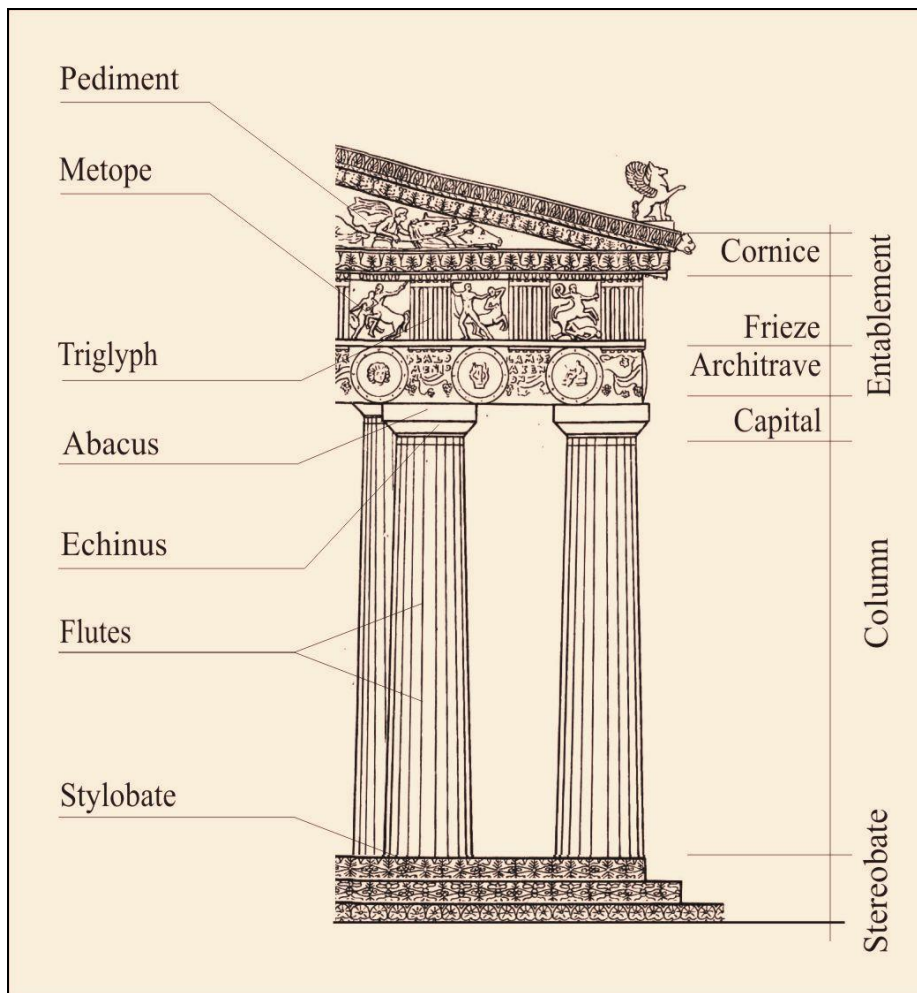 Pediment
Metope
Triglyph
Abacus
Echinus
Flutes
Stylobate
Cornice
Frieze
Architrave
Capital
Entablement
Column
Stereobate